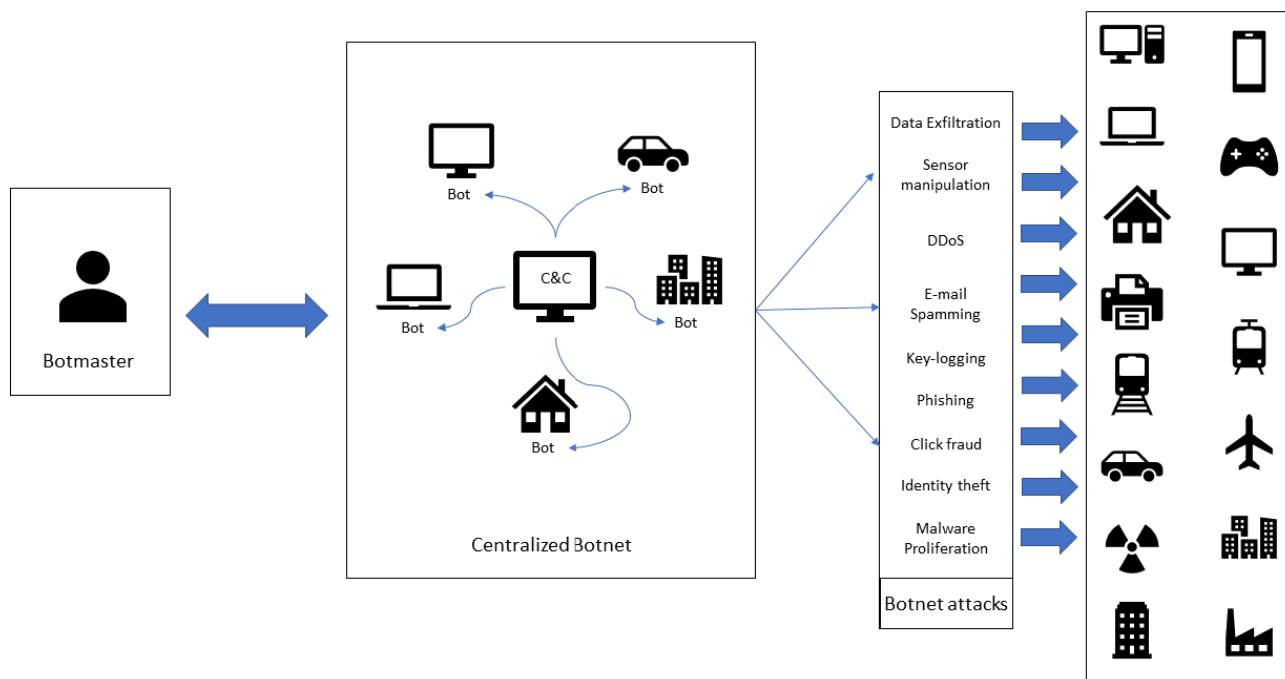 Botmaster
Bot
Bot
C&C
Bot
Bot
Bot
Centralized Botnet
Data Exfiltration
Sensor
manipulation
DDoS
E-mail
Spamming
Key-logging
Phishing
Click fraud
Identity theft
Malware
Proliferation
Botnet attacks